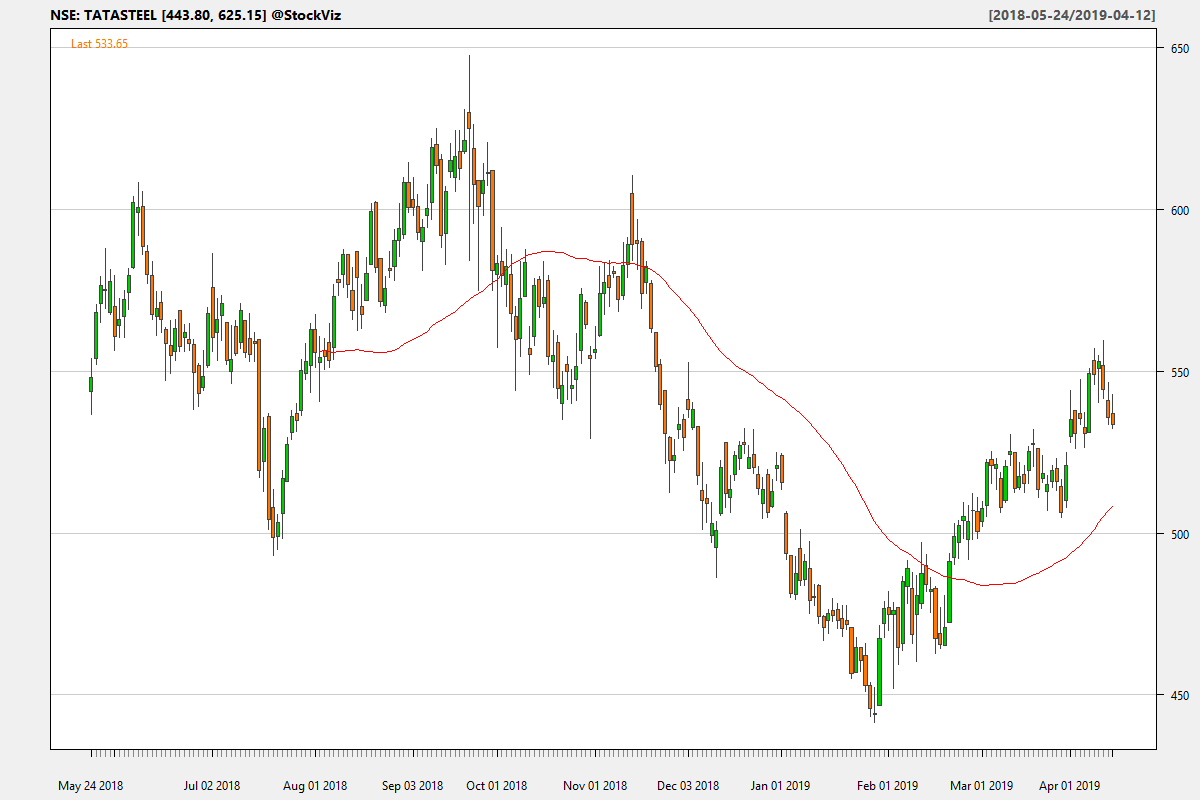 NSE: TATASTEEL [443.80, 625.15] @StockViz [2018-05-24/2019-04-12]
Last 533.65
650
600
550
500
450
May 24 2018 Jul 02 2018 Aug 01 2018 Sep 03 2018 Oct 01 2018 Nov 01 2018 Dec 03 2018 Jan 01 2019 Feb 01 2019 Mar 01 2019 Apr 01 2019